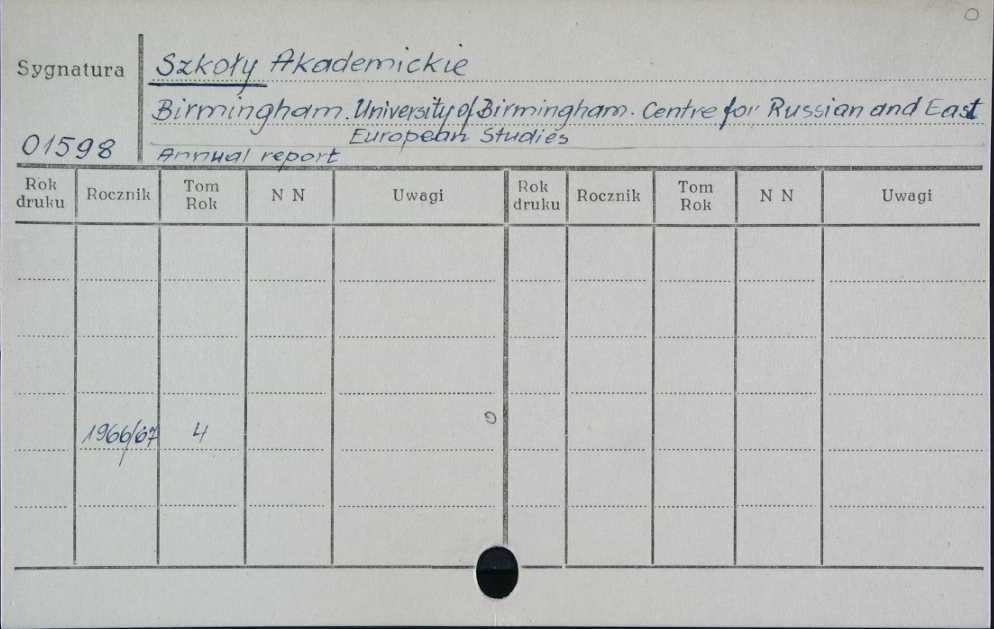 O
Sygnatura
Szkoły Akademickie
Birmingham. University of Birmingham. Centre for Russian and East
European Studies
01598
Annual report
Rok druku Rocznik Tom Rok N N Uwagi Rok druku Rocznik Tom Rok N N Uwagi
O
1966/67 4